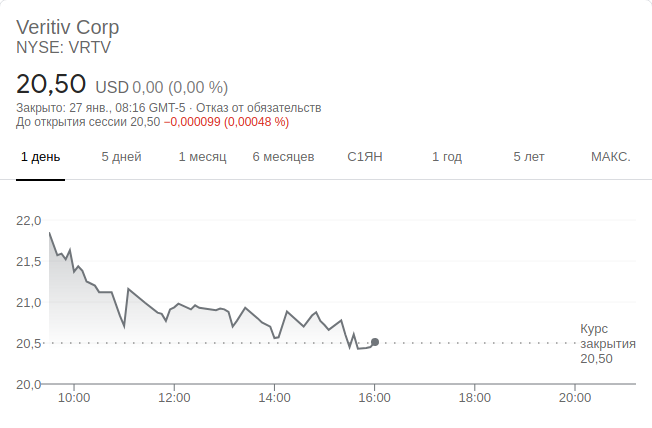 Veritiv Corp
NYSE: VRTV
20,50 USD 0,00 (0,00 %)
Закрыто: 27 янв., 08:16 GMT-5 · Отказ от обязательств
До открытия сессии 20,50 −0,000099 (0,00048 %)
1 день 5 дней 1 месяц 6 месяцев С1ЯН 1 год 5 лет МАКС.
22,0
21,5
21,0
20,5
20,0
Курс
закрытия
20,50
10:00 12:00 14:00 16:00 18:00 20:00